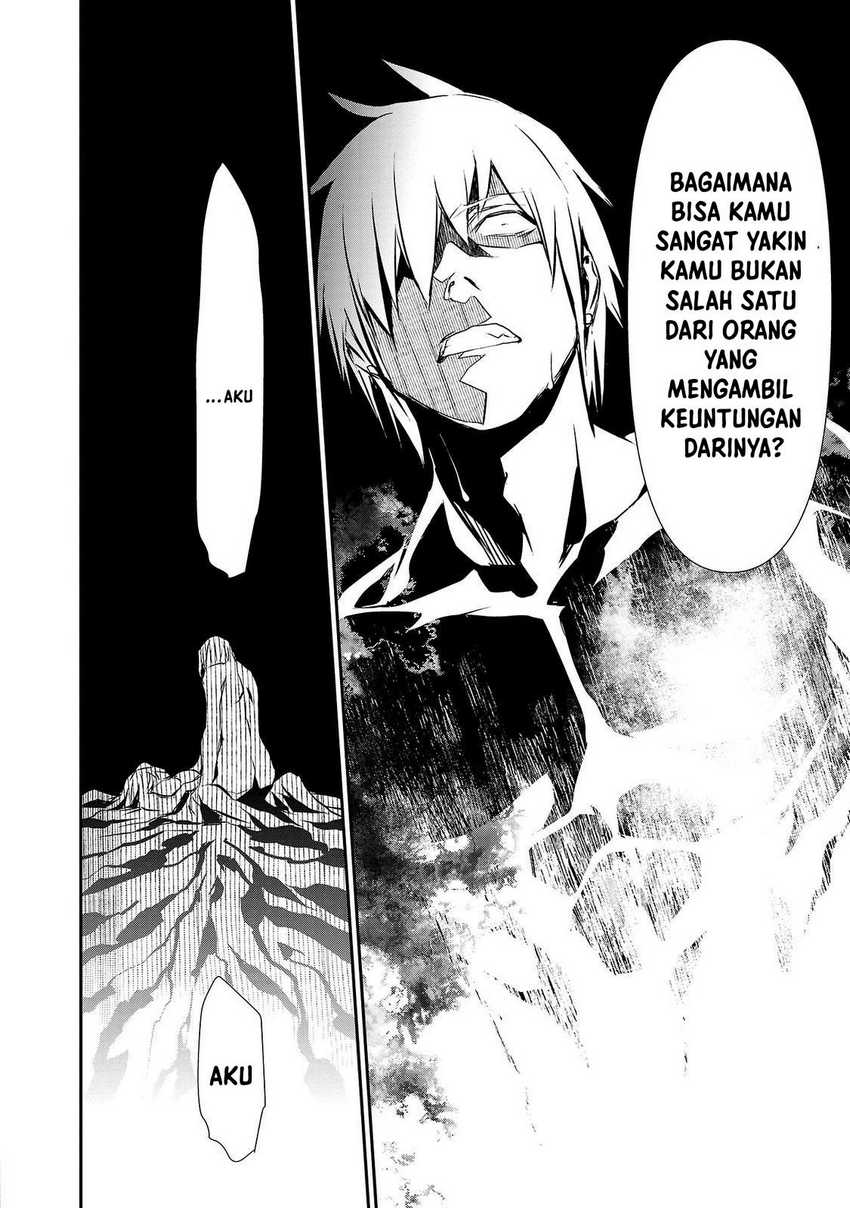 BAGAIMANA
BISA KAMU
SANGAT YAKIN
KAMU BUKAN
SALAH SATU
DARI ORANG
YANG
MENGAMBIL
KEUNTUNGAN
DARINYA?
...AKU
AKU